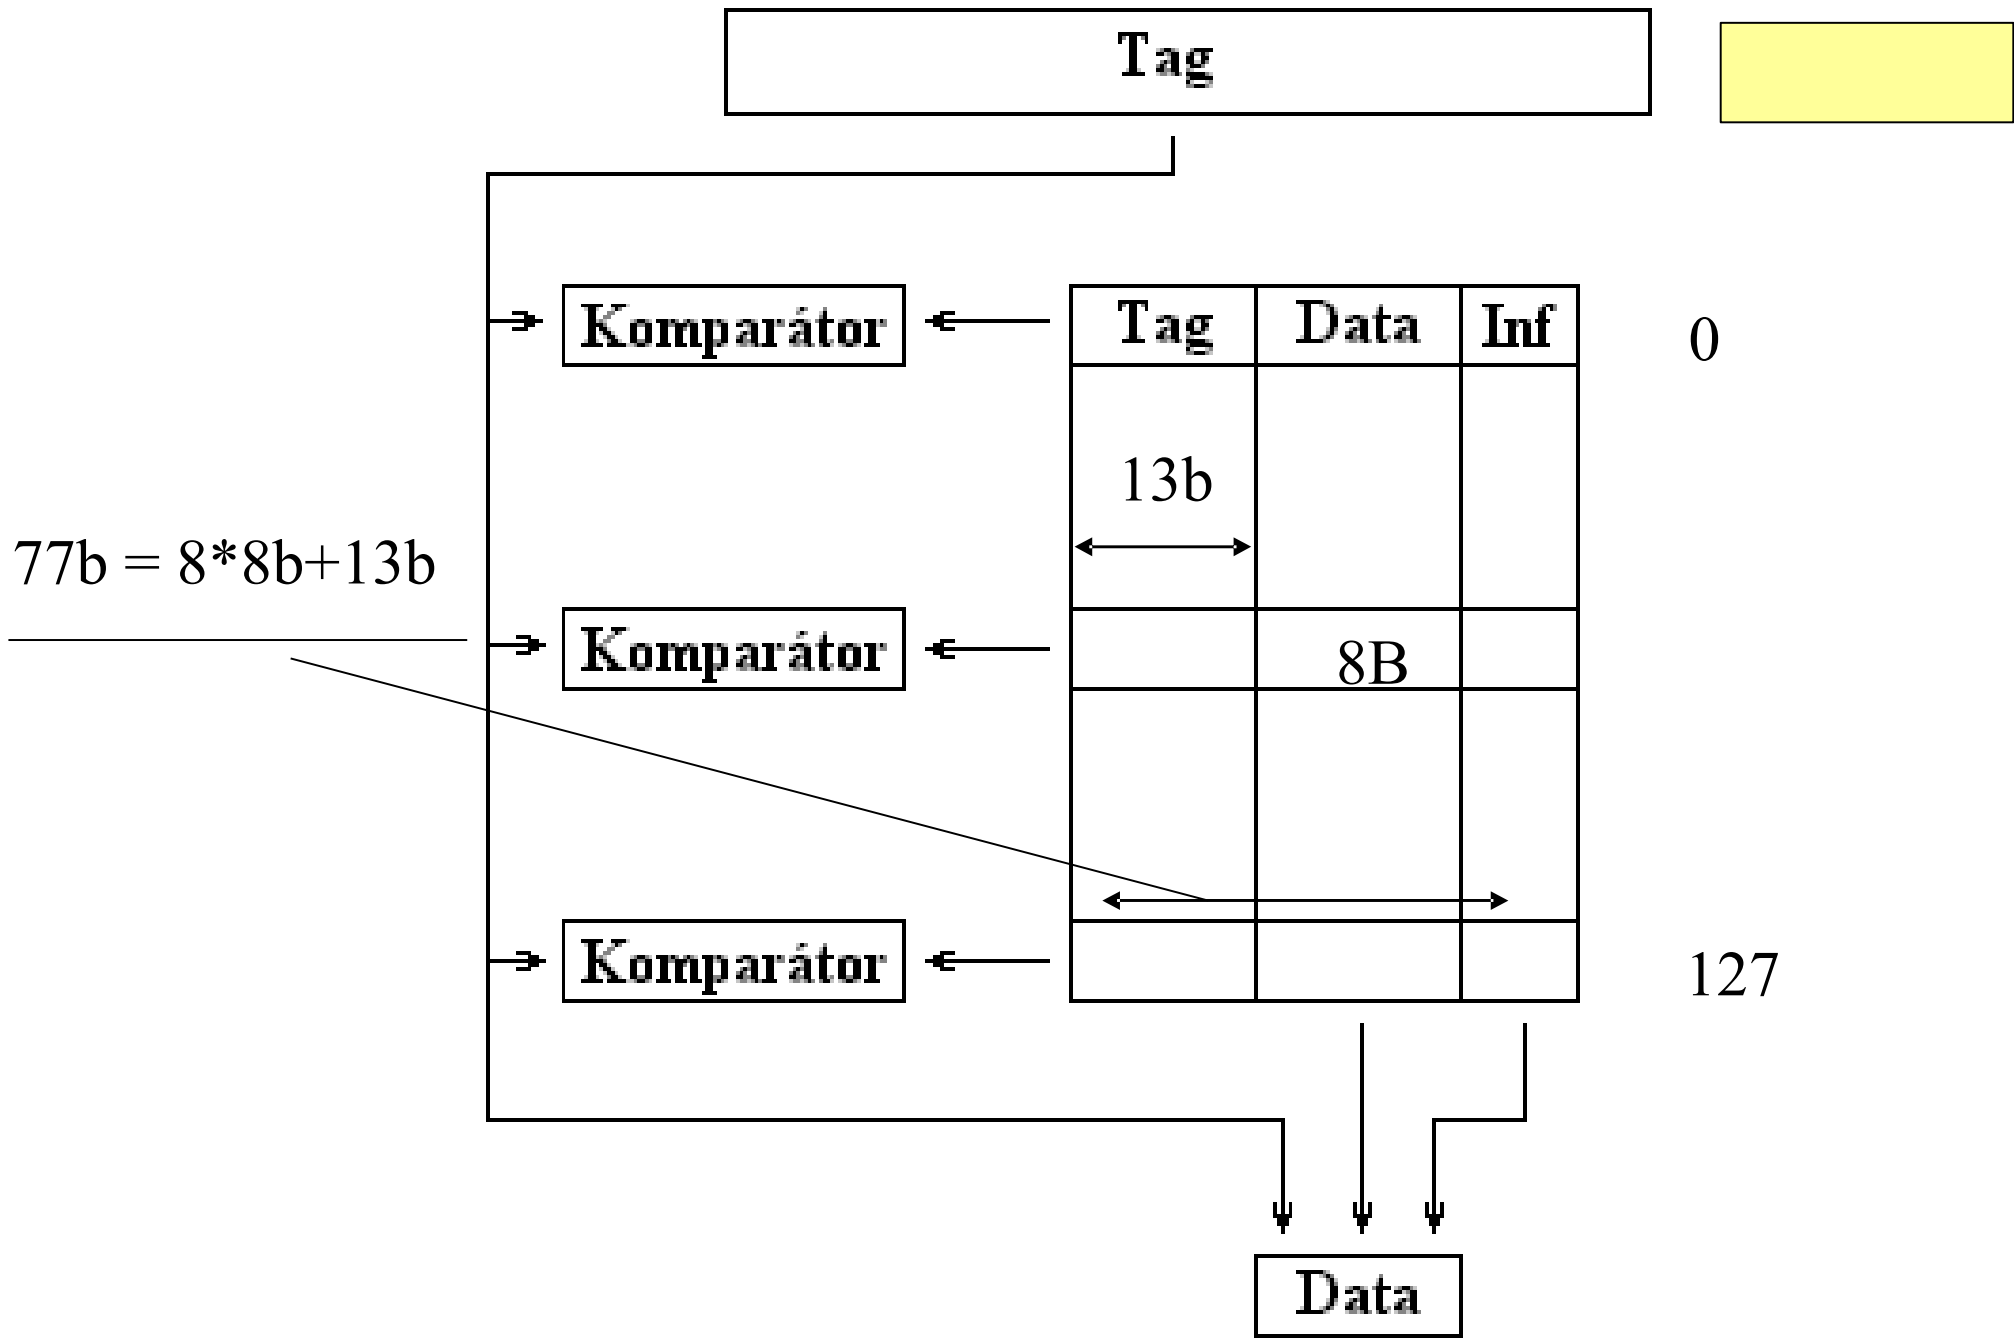 Tag
Komparátor
Tag Data Inf
0
13b
77b = 8*8b+13b
Komparátor
8B
Komparátor
127
Data